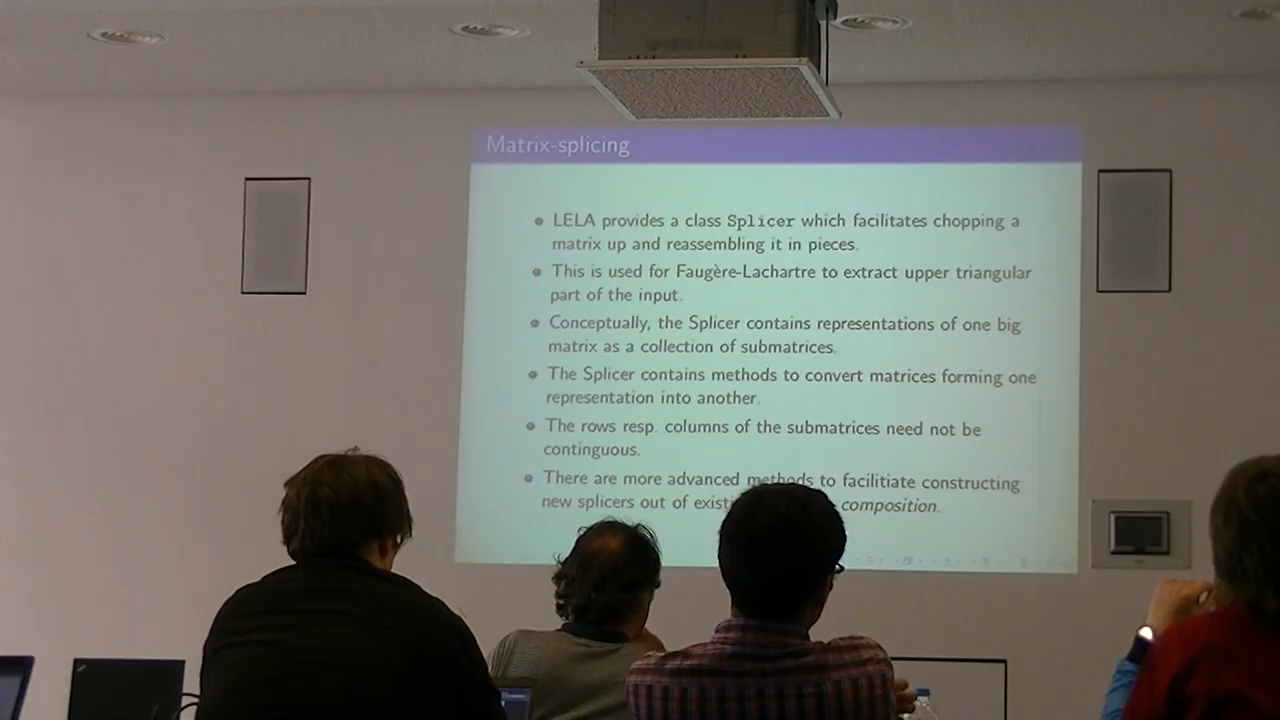 Matrix-splicing
LELA provides a class Splicer which facilitates chopping a
matrix up and reassembling it in pieces.
This is used for Faugère-Lachartre to extract upper triangular
part of the input.
Conceptually, the Splicer contains representations of one big
matrix as a collection of submatrices.
The Splicer contains methods to convert matrices forming one
representation into another.
The rows resp. columns of the submatrices need not be
continguous.
There are more advanced methods to facilitiate constructing
new splicers out of composition.